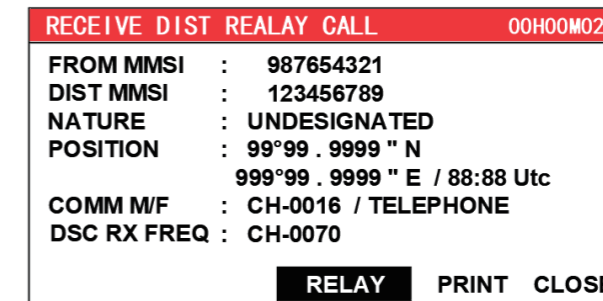 RECEIVE DIST REALAY CALL 00H00M02
FROM MMSI : 987654321
DIST MMSI : 123456789
NATURE : UNDESIGNATED
POSITION : 99°99 . 9999 " N
999°99 . 9999 " E / 88:88 Utc
COMM M/F : CH-0016 / TELEPHONE
DSC RX FREQ : CH-0070
RELAY PRINT